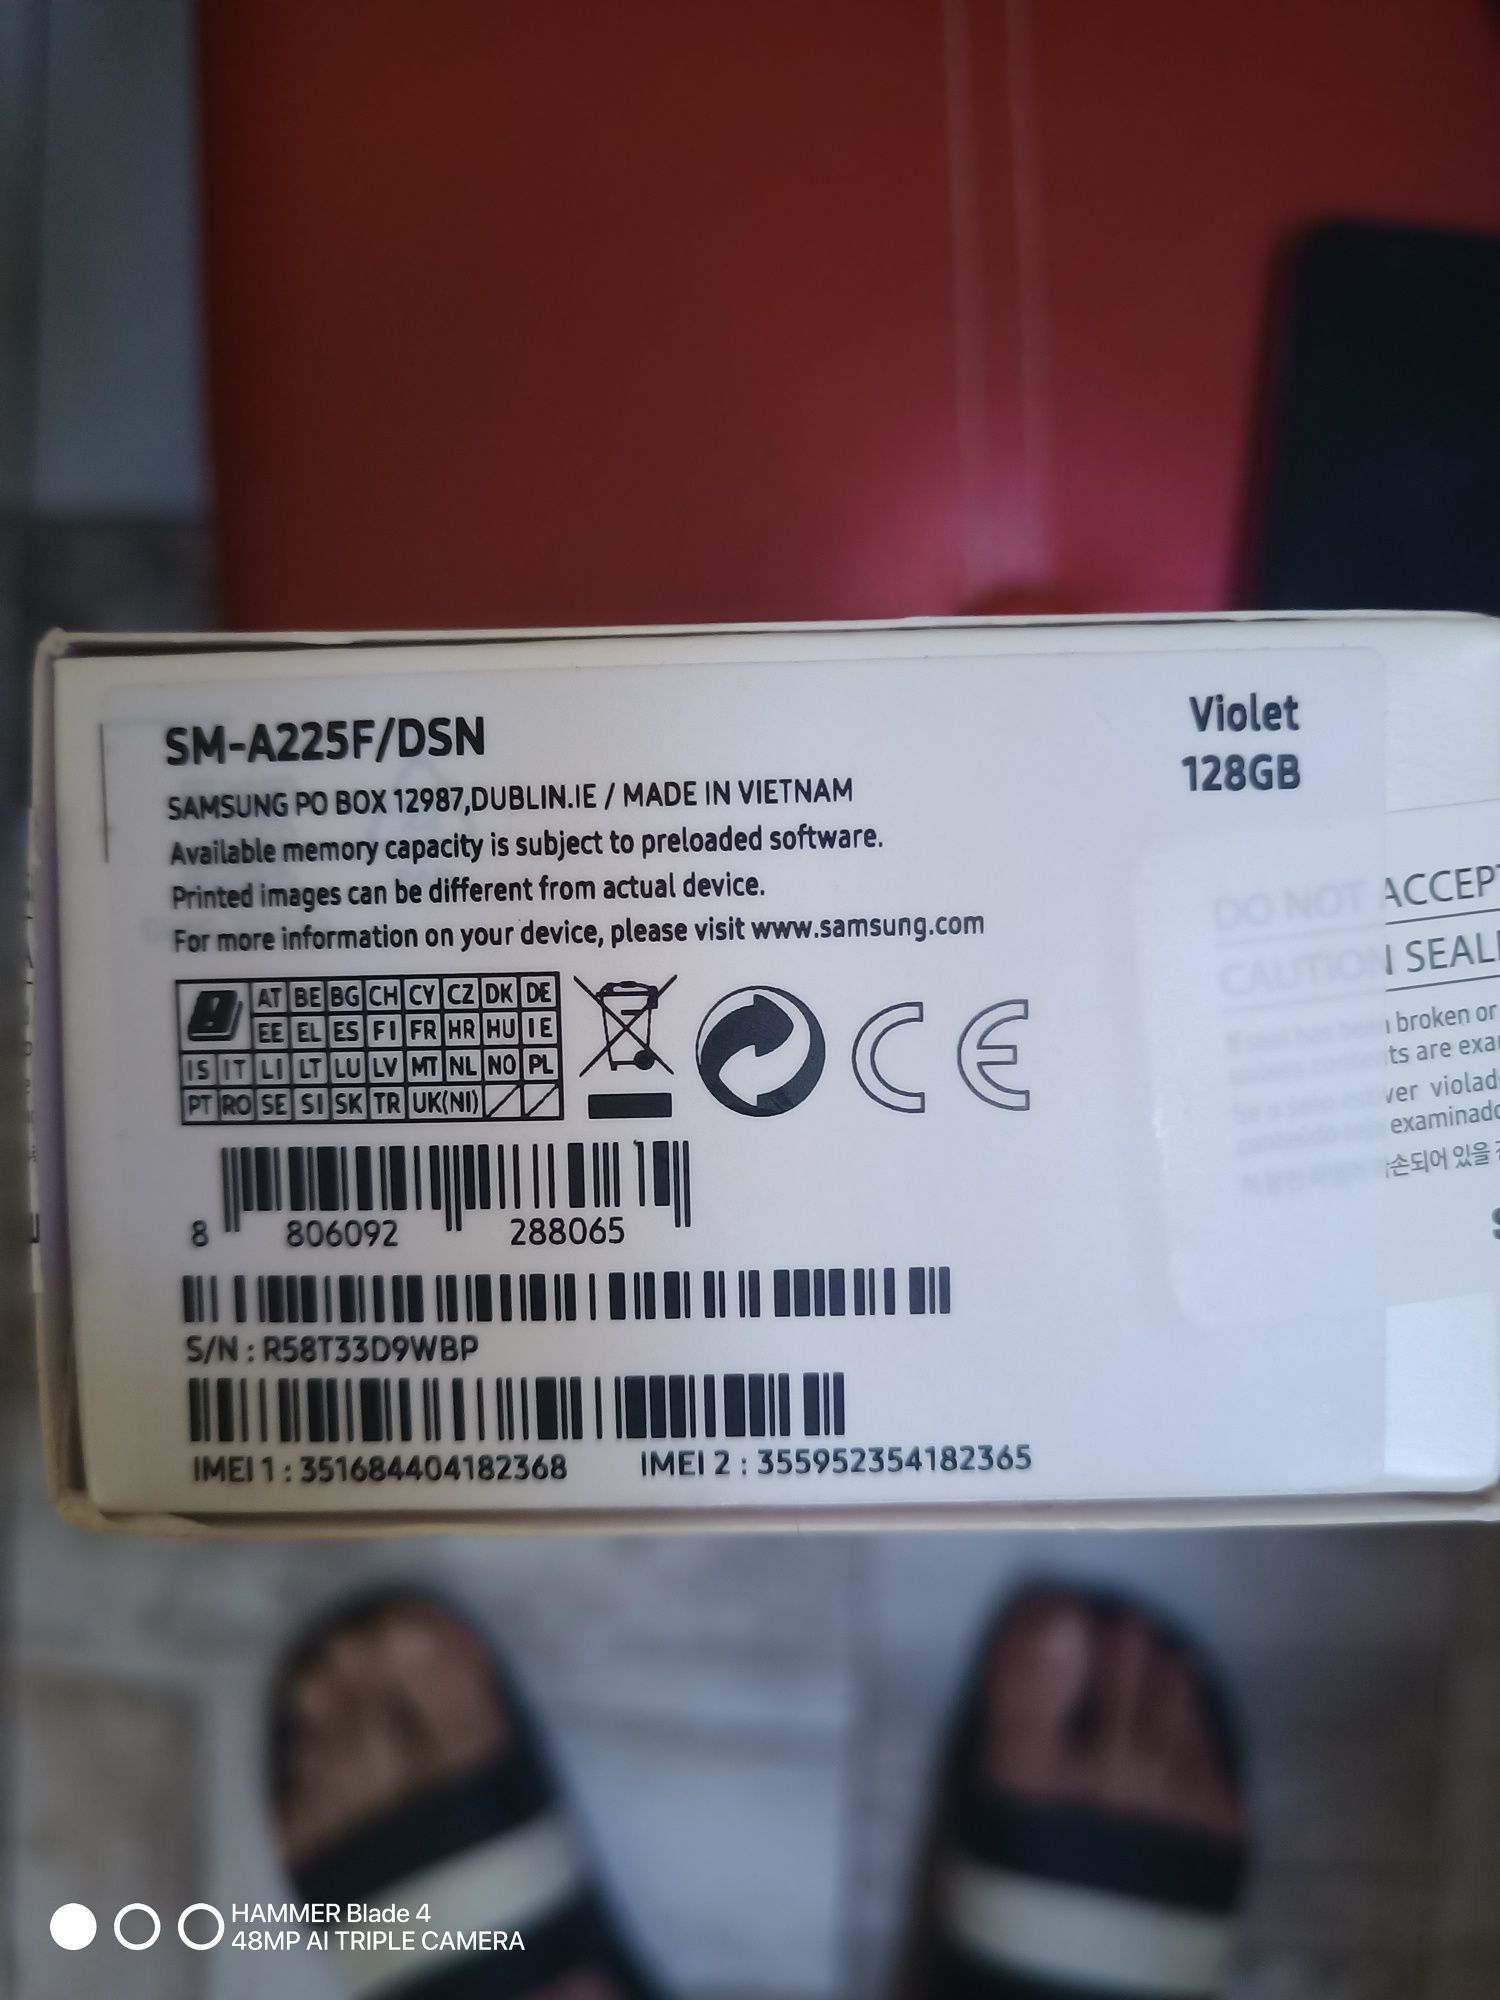 SM-A225F/DSN
Violet
128GB
SAMSUNG PO BOX 12987,DUBLIN.IE / MADE IN VIETNAM
Available memory capacity is subject to preloaded software.
Printed images can be different from actual device.
For more information on your device, please visit www.samsung.com
AT BE BG CH CY CZ DK DE
EE EL ES FI FR HR HU IE
IS IT LI LT LU LV MT NL NO PL
PT RO SE SI SK TR UK(NI)
CE
8 806092 288065
S/N : R58T33D9WBP
IMEI 1 : 351684404182368
IMEI 2 : 355952354182365
DO NOT ACCEPT
CAUTION SEAL
broken or
ts are exa
ver violad
examinado
손되어 있을
HAMMER Blade 4
48MP AI TRIPLE CAMERA